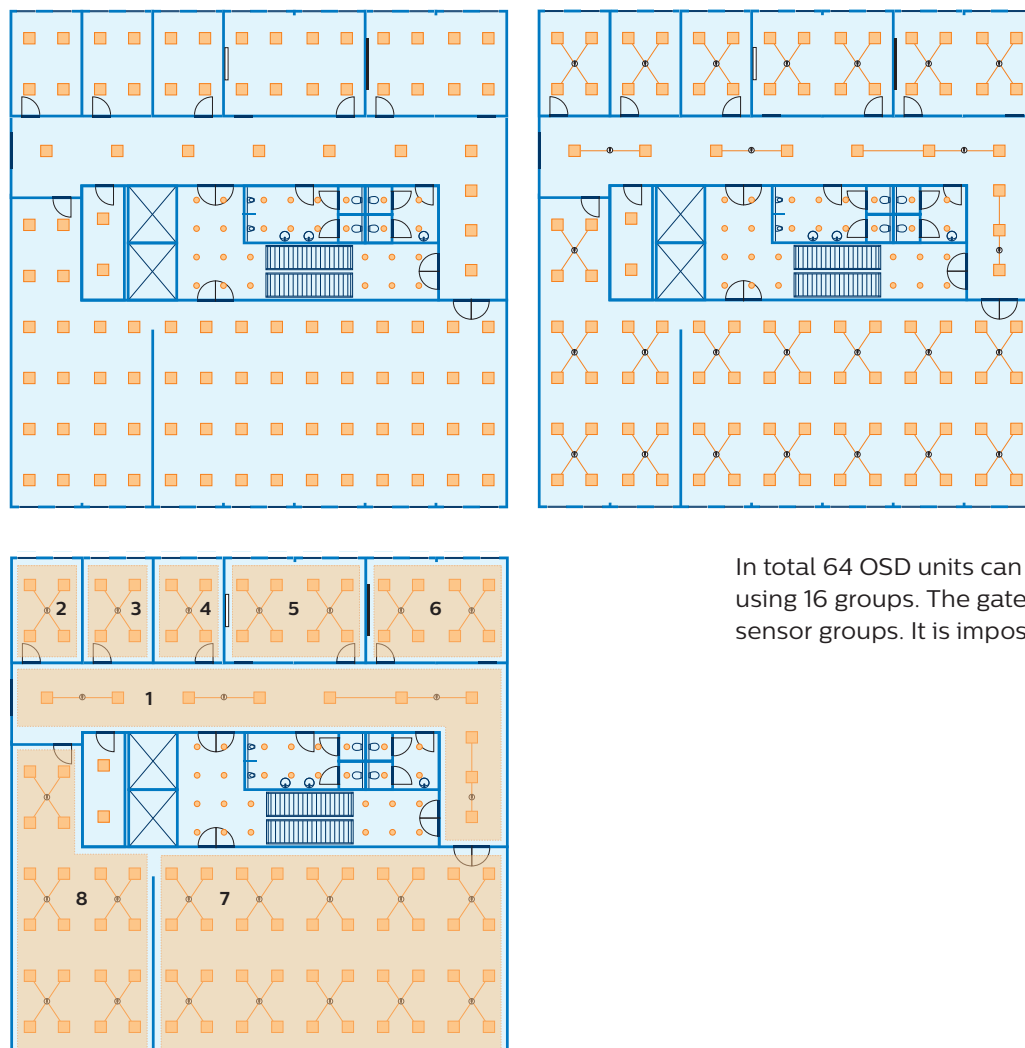 In total 64 OSD units can
using 16 groups. The gate
sensor groups. It is impos
2 3 4 5 6
1
8 7